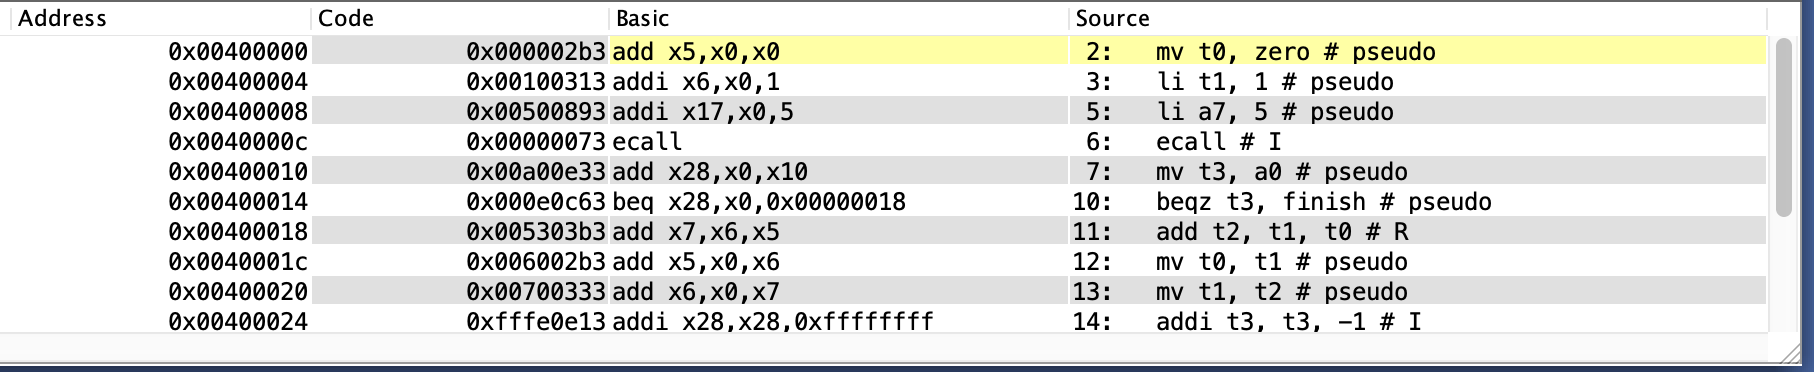 Address Code Basic Source
0x00400000 0x000002b3 add x5,x0,x0 2: mv t0, zero # pseudo
0x00400004 0x00100313 addi x6,x0,1 3: li t1, 1 # pseudo
0x00400008 0x00500893 addi x17,x0,5 5: li a7, 5 # pseudo
0x0040000c 0x00000073 ecall 6: ecall # I
0x00400010 0x00a00e33 add x28,x0,x10 7: mv t3, a0 # pseudo
0x00400014 0x000e0c63 beq x28,x0,0x00000018 10: beqz t3, finish # pseudo
0x00400018 0x005303b3 add x7,x6,x5 11: add t2, t1, t0 # R
0x0040001c 0x006002b3 add x5,x0,x6 12: mv t0, t1 # pseudo
0x00400020 0x00700333 add x6,x0,x7 13: mv t1, t2 # pseudo
0x00400024 0xfffe0e13 addi x28,x28,0xffffffff 14: addi t3, t3, -1 # I